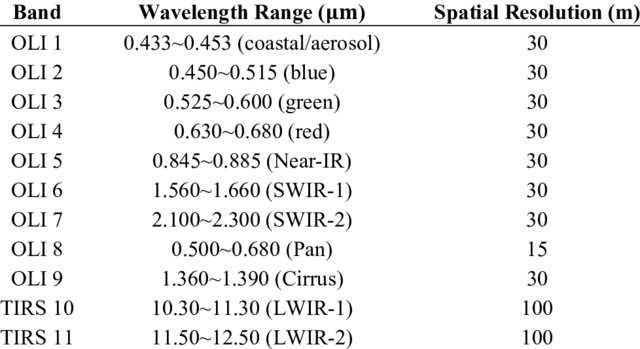 Band Wavelength Range (µm) Spatial Resolution (m)
OLI 1 0.433~0.453 (coastal/aerosol) 30
OLI 2 0.450~0.515 (blue) 30
OLI 3 0.525~0.600 (green) 30
OLI 4 0.630~0.680 (red) 30
OLI 5 0.845~0.885 (Near-IR) 30
OLI 6 1.560~1.660 (SWIR-1) 30
OLI 7 2.100~2.300 (SWIR-2) 30
OLI 8 0.500~0.680 (Pan) 15
OLI 9 1.360~1.390 (Cirrus) 30
TIRS 10 10.30~11.30 (LWIR-1) 100
TIRS 11 11.50~12.50 (LWIR-2) 100